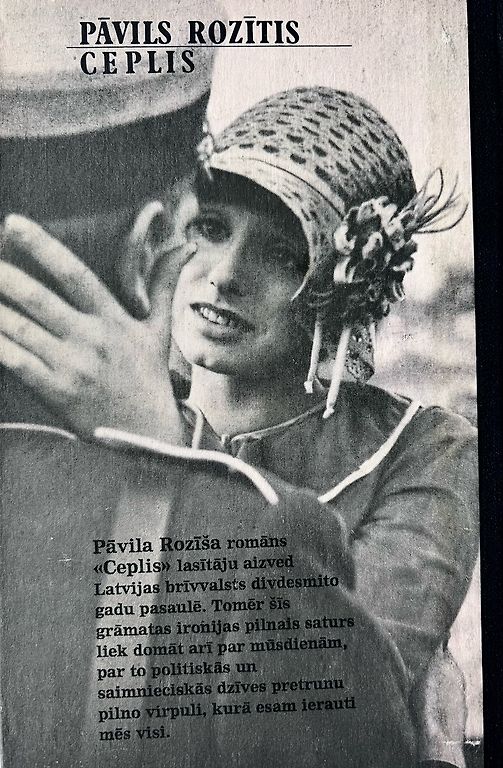 PĀVILS ROZĪTIS
CEPLIS
Pāvila Rozīša romāns
«Ceplis» lasītāju aizved
Latvijas brīvvalsts divdesmito
gadu pasaulē. Tomēr šīs
grāmatas ironijas pilnais saturs
liek domāt arī par mūsdienām,
par to politiskās un
saimnieciskās dzīves pretrunu
pilno virpuli, kurā esam ierauti
mēs visi.